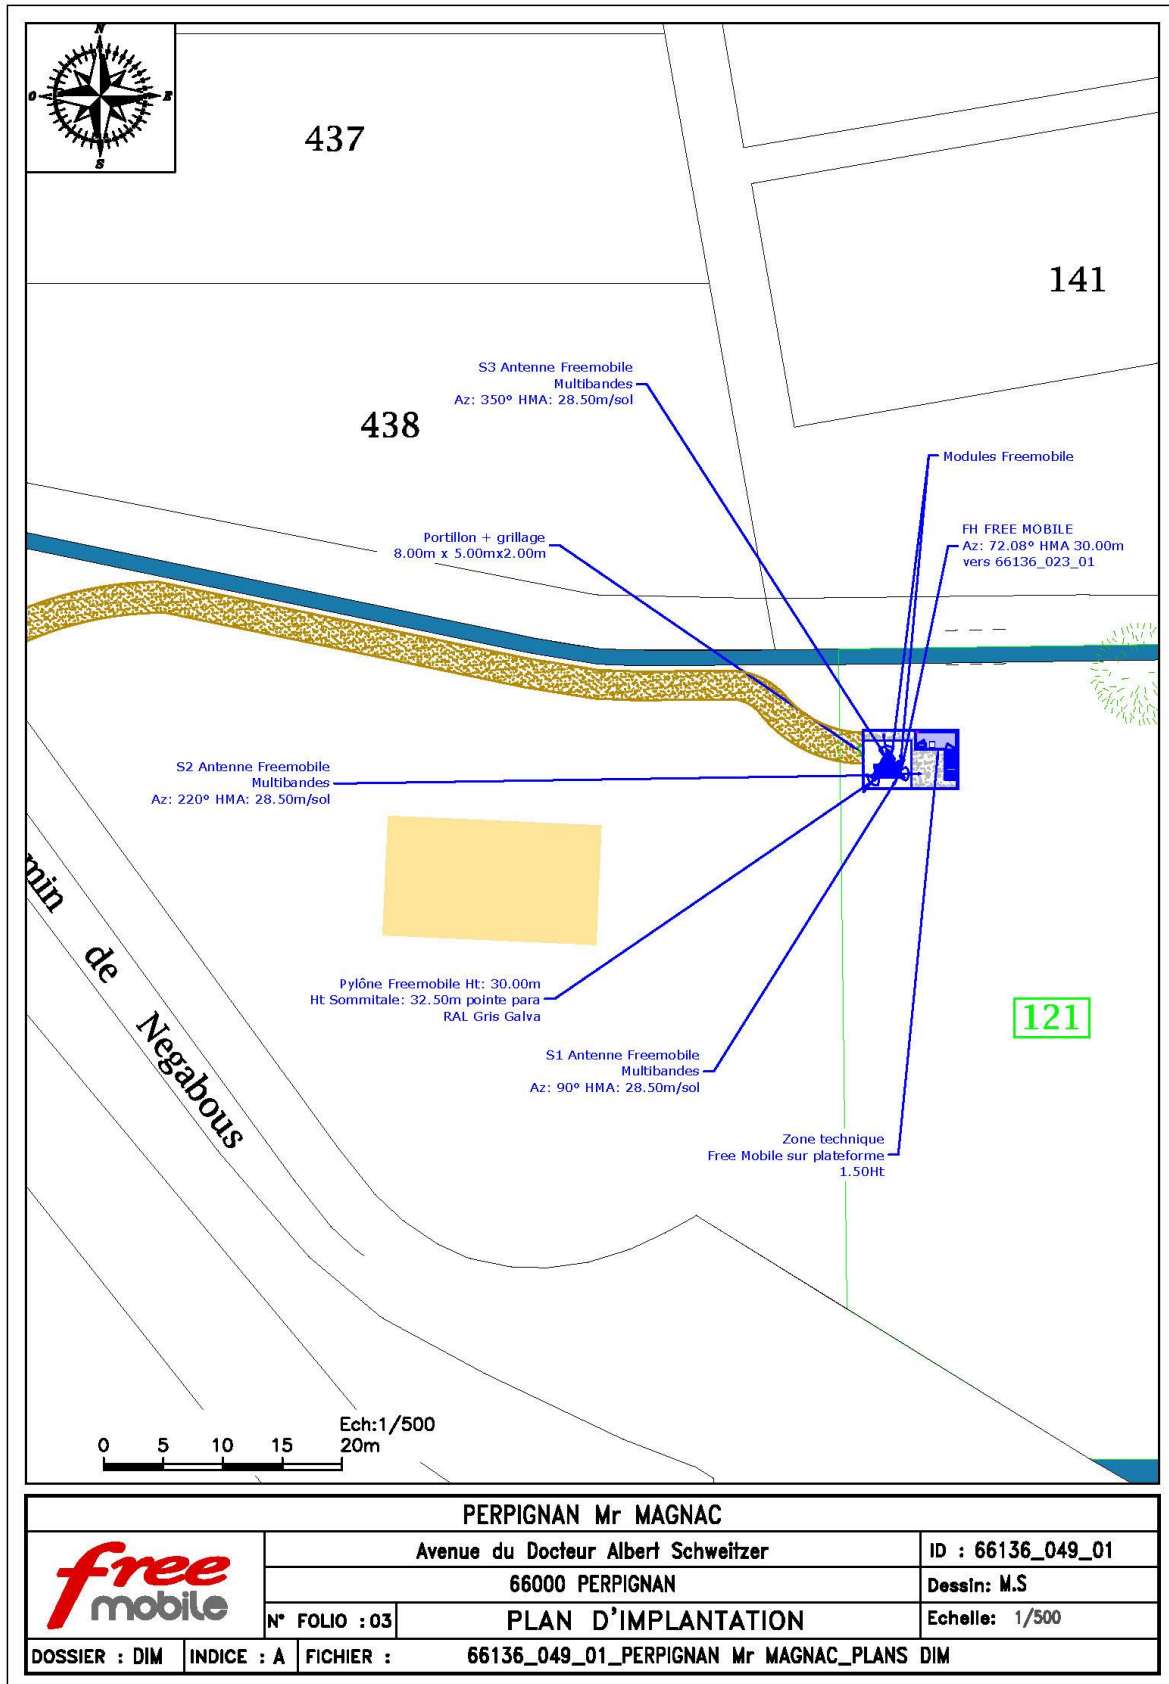 N
O
E
S
437
141
S3 Antenne Freemobile
Multibandes
Az: 350° HMA: 28.50m/sol
438
Modules Freemobile
Portillon + grillage
8.00m x 5.00mx2.00m
FH FREE MOBILE
Az: 72.08° HMA 30.00m
vers 66136_023_01
S2 Antenne Freemobile
Multibandes
Az: 220° HMA: 28.50m/sol
min de Negabous
Pylône Freemobile Ht: 30.00m
Ht Sommitale: 32.50m pointe para
RAL Gris Galva
121
S1 Antenne Freemobile
Multibandes
Az: 90° HMA: 28.50m/sol
Zone technique
Free Mobile sur plateforme
1.50Ht
Ech:1/500
0 5 10 15 20m
PERPIGNAN Mr MAGNAC
free
mobile
Avenue du Docteur Albert Schweitzer
ID : 66136_049_01
66000 PERPIGNAN
Dessin: M.S
N° FOLIO :03
PLAN D'IMPLANTATION
Echelle: 1/500
DOSSIER : DIM
INDICE : A
FICHIER :
66136_049_01_PERPIGNAN Mr MAGNAC_PLANS DIM